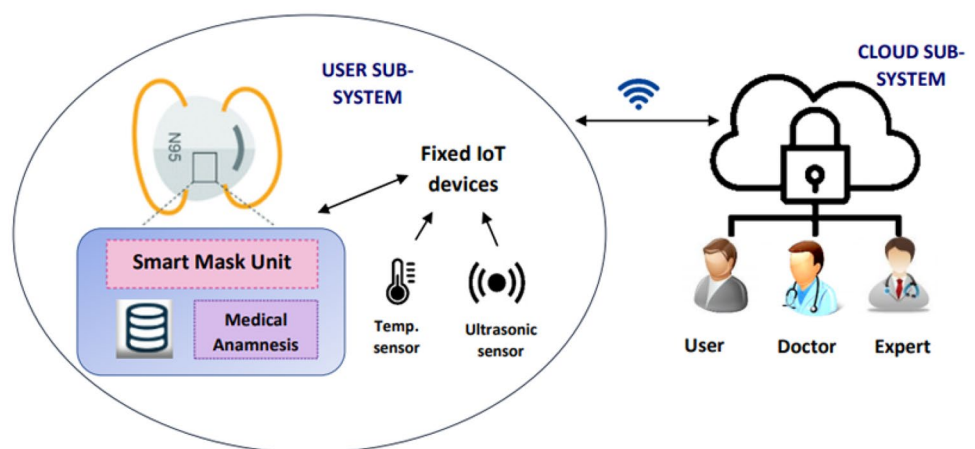 USER SUB-
SYSTEM
CLOUD SUB-
SYSTEM
N95
Fixed IoT
devices
Smart Mask Unit
Medical
Anamnesis
Temp.
sensor
Ultrasonic
sensor
User
Doctor
Expert